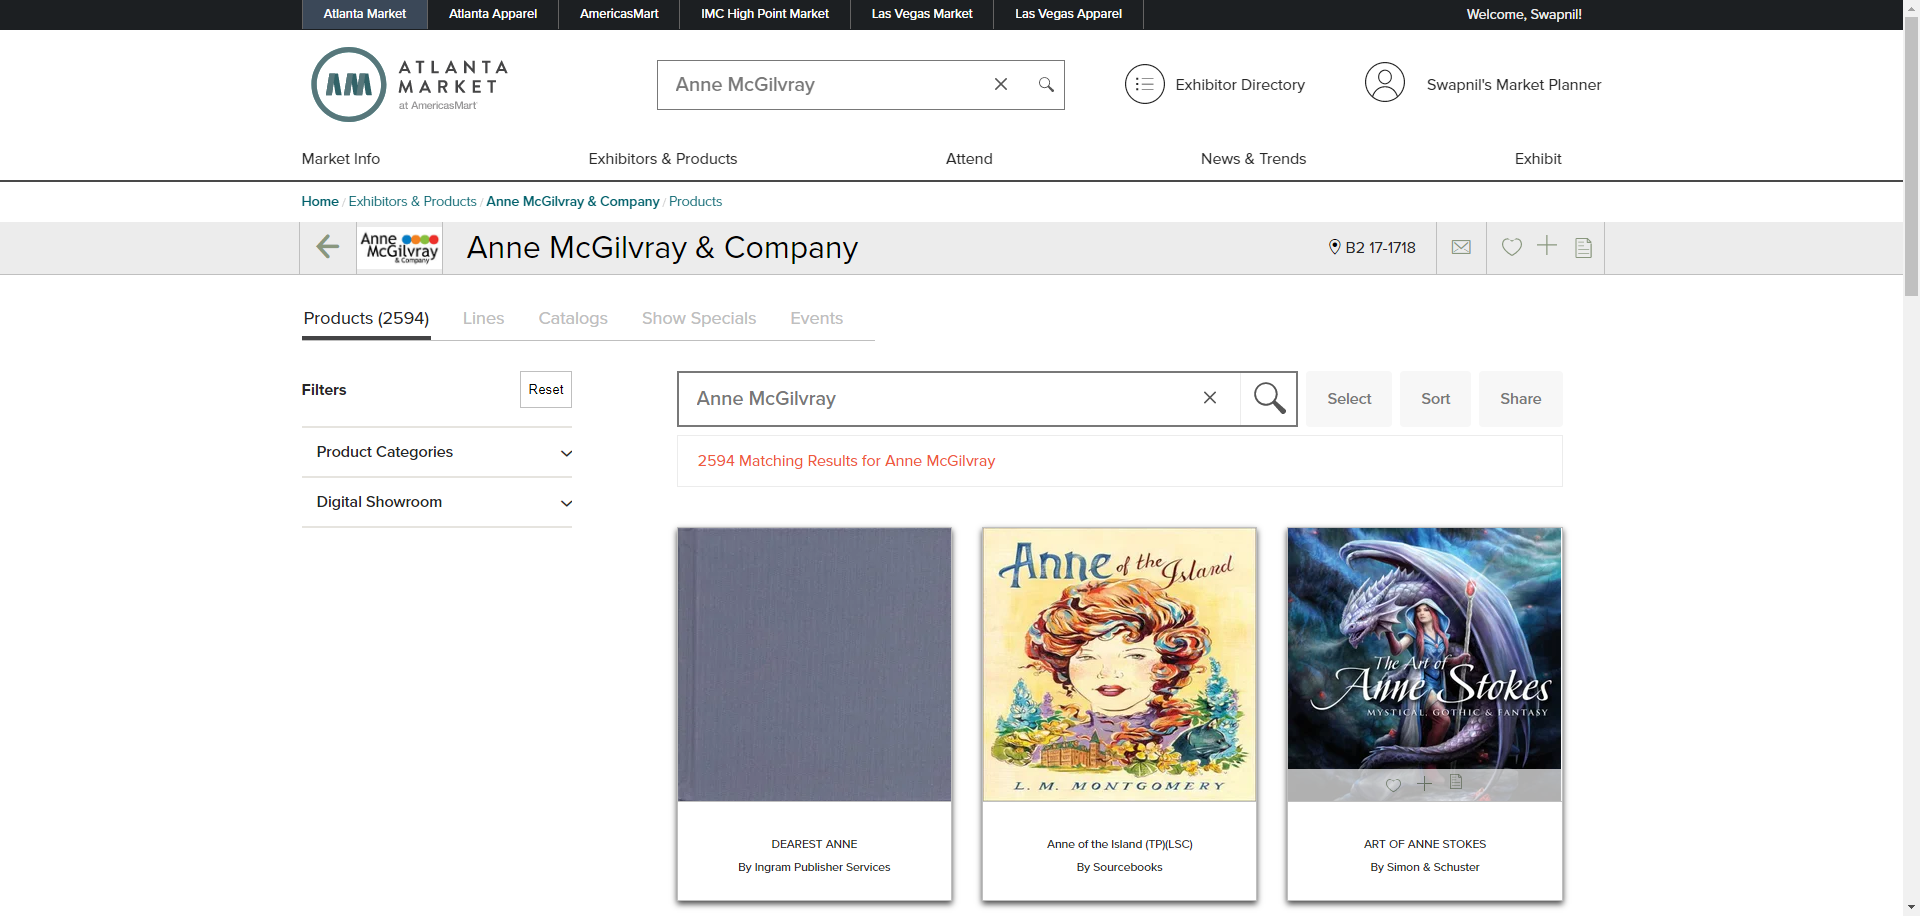 Atlanta Market Atlanta Apparel AmericasMart IMC High Point Market Las Vegas Market Las Vegas Apparel Welcome, Swapnil!
AM ATLANTA
MARKET
at AmericasMart
Anne McGilvray
Exhibitor Directory
Swapnil's Market Planner
Market Info Exhibitors & Products Attend News & Trends Exhibit
Home / Exhibitors & Products / Anne McGilvray & Company / Products
Anne
McGilvray
& Company
Anne McGilvray & Company
B2 17-1718
Products (2594) Lines Catalogs Show Specials Events
Filters
Reset
Product Categories
Digital Showroom
Anne McGilvray
Select Sort Share
2594 Matching Results for Anne McGilvray
Anne of the Island
L. M. MONTGOMERY
The Art of
Anne Stokes
MYSTICAL, GOTHIC & FANTASY
DEAREST ANNE
By Ingram Publisher Services
Anne of the Island (TP)(LSC)
By Sourcebooks
ART OF ANNE STOKES
By Simon & Schuster